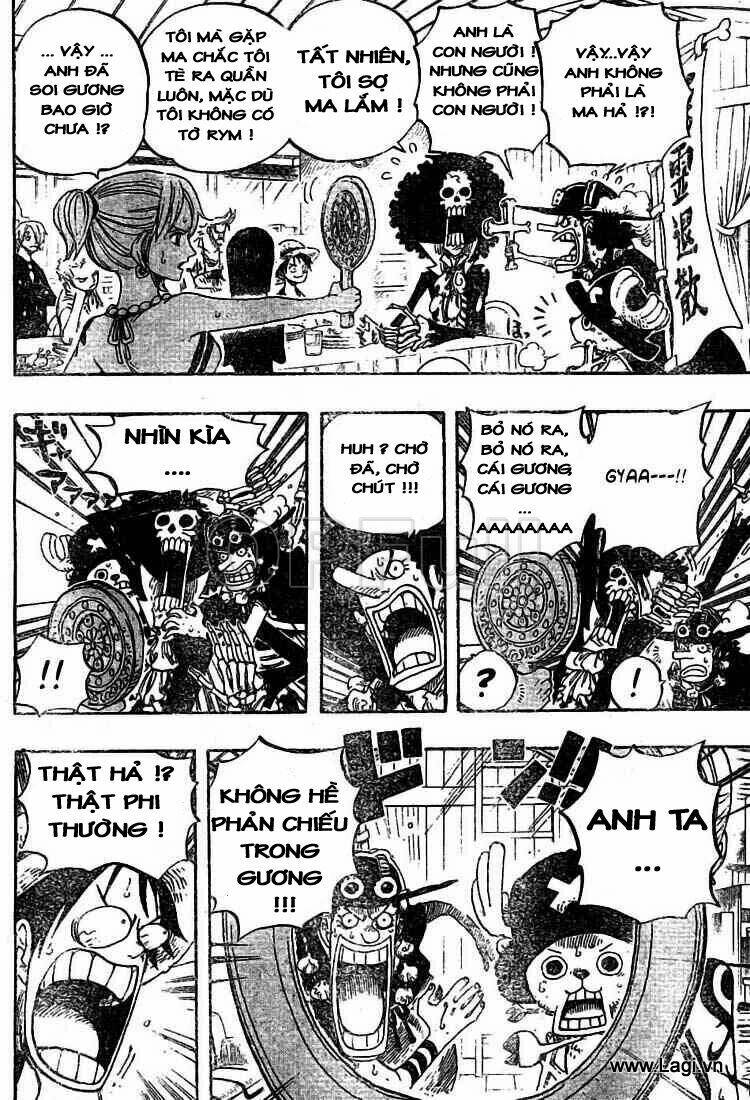 VẬY...VẬY
ANH KHÔNG
PHẢI LÀ
MA HẢ !?!
ANH LÀ
CON NGƯỜI !
NHƯNG CŨNG
KHÔNG PHẢI
CON NGƯỜI !
TẤT NHIÊN,
TÔI SỢ
MA LẮM !
TÔI MÀ GẶP
MA CHẮC TÔI
TÈ RA QUẦN
LUÔN, MẶC DÙ
TÔI KHÔNG CÓ
TỜ RYM !
... VẬY ...
ANH ĐÃ
SOI GƯƠNG
BAO GIỜ
CHƯA !?
霊退散
GYAA---!!
BỎ NÓ RA,
BỎ NÓ RA,
CÁI GƯƠNG,
CÁI GƯƠNG
...
AAAAAAAA
?
!
HUH ? CHỜ
ĐÃ, CHỜ
CHÚT !!!
NHÌN KÌA
....
!!
ANH TA
...
KHÔNG HỀ
PHẢN CHIẾU
TRONG
GƯƠNG
!!!
THẬT HẢ !?
THẬT PHI
THƯỜNG !
www.Lagi.vn